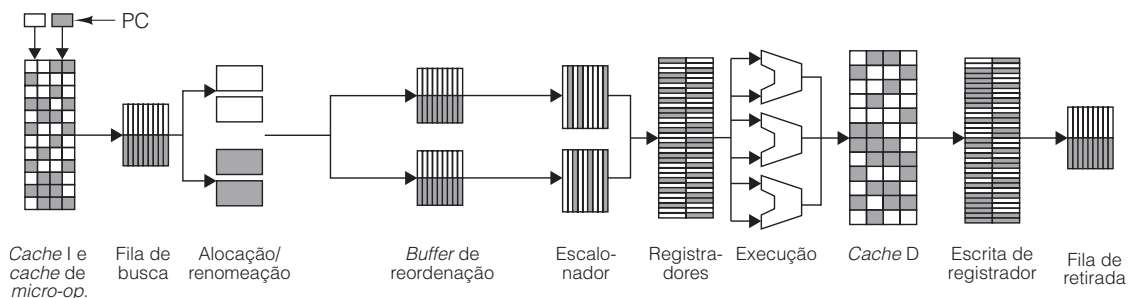 PC
Cache I e
cache de
micro-op.
Fila de
busca
Alocação/
renomeação
Buffer de
reordenação
Escalo-
nador
Registra-
dores
Execução
Cache D
Escrita de
registrador
Fila de
retirada